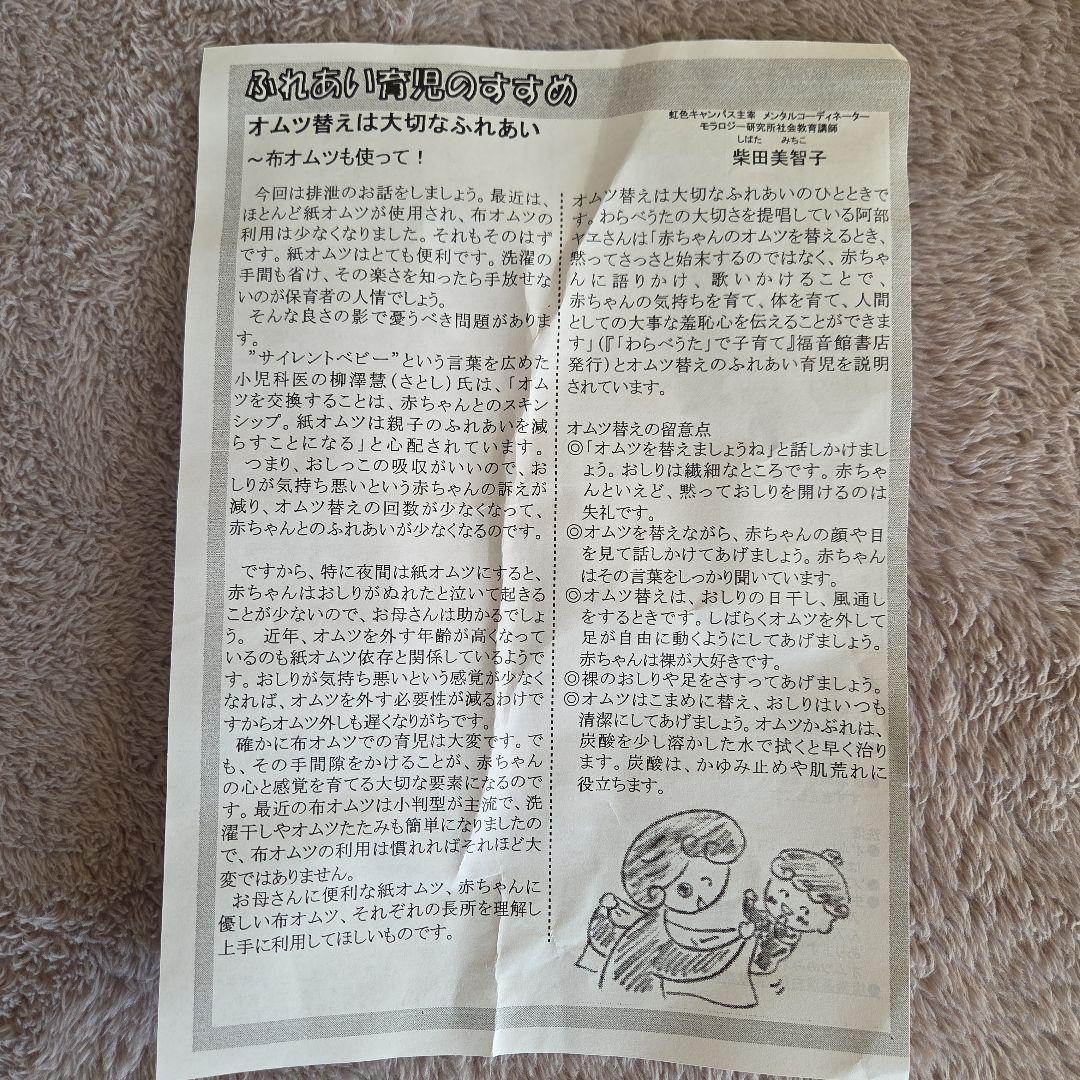 ふれあい育児のすすめ
オムツ替えは大切なふれあい
～布オムツも使って！
虹色キャンパス主宰 メンタルコーディネーター
モラロジー研究所社会教育講師
しばた みちこ
柴田美智子
今回は排泄のお話をしましょう。最近は、
ほとんど紙オムツが使用され、布オムツの
利用は少なくなりました。それもそのはず
です。紙オムツはとても便利です。洗濯の
手間も省け、その楽さを知ったら手放せな
いのが保育者の人情でしょう。
そんな良さの影で憂うべき問題がありま
す。
”サイレントベビー”という言葉を広めた
小児科医の柳澤慧（さとし）氏は、「オム
ツを交換することは、赤ちゃんとのスキン
シップ。紙オムツは親子のふれあいを減
らすことになる」と心配されています。
つまり、おしっこの吸収がいいので、お
しりが気持ち悪いという赤ちゃんの訴えが
減り、オムツ替えの回数が少なくなって、
赤ちゃんとのふれあいが少なくなるのです。
ですから、特に夜間は紙オムツにすると、
赤ちゃんはおしりがぬれたと泣いて起きる
ことが少ないので、お母さんは助かるでしょ
う。 近年、オムツを外す年齢が高くなって
いるのも紙オムツ依存と関係しているようで
す。おしりが気持ち悪いという感覚が少なく
なれば、オムツを外す必要性が減るわけで
すからオムツ外しも遅くなりがちです。
確かに布オムツでの育児は大変です。で
も、その手間隙をかけることが、赤ちゃん
の心と感覚を育てる大切な要素になるので
す。最近の布オムツは小判型が主流で、洗
濯干しやオムツたたみも簡単になりましたの
で、布オムツの利用は慣れればそれほど大
変ではありません。
お母さんに便利な紙オムツ、赤ちゃんに
優しい布オムツ、それぞれの長所を理解し
上手に利用してほしいものです。
オムツ替えは大切なふれあいのひとときで
す。わらべうたの大切さを提唱している阿部
ヤエさんは「赤ちゃんのオムツを替えるとき、
黙ってさっさと始末するのではなく、赤ちゃ
んに語りかけ、歌いかけることで、
赤ちゃんの気持ちを育て、体を育て、人間
としての大事な羞恥心を伝えることができま
す」（『「わらべうた」で子育て』福音館書店
発行）とオムツ替えのふれあい育児を説明
されています。
オムツ替えの留意点
◎「オムツを替えましょうね」と話しかけまし
ょう。おしりは繊細なところです。赤ちゃ
んといえど、黙っておしりを開けるのは
失礼です。
◎オムツを替えながら、赤ちゃんの顔や目
を見て話しかけてあげましょう。赤ちゃん
はその言葉をしっかり聞いています。
◎オムツ替えは、おしりの日干し、風通し
をするときです。しばらくオムツを外して
足が自由に動くようにしてあげましょう。
赤ちゃんは裸が大好きです。
◎裸のおしりや足をさすってあげましょう。
◎オムツはこまめに替え、おしりはいつも
清潔にしてあげましょう。オムツかぶれは、
炭酸を少し溶かした水で拭くと早く治り
ます。炭酸は、かゆみ止めや肌荒れに
役立ちます。